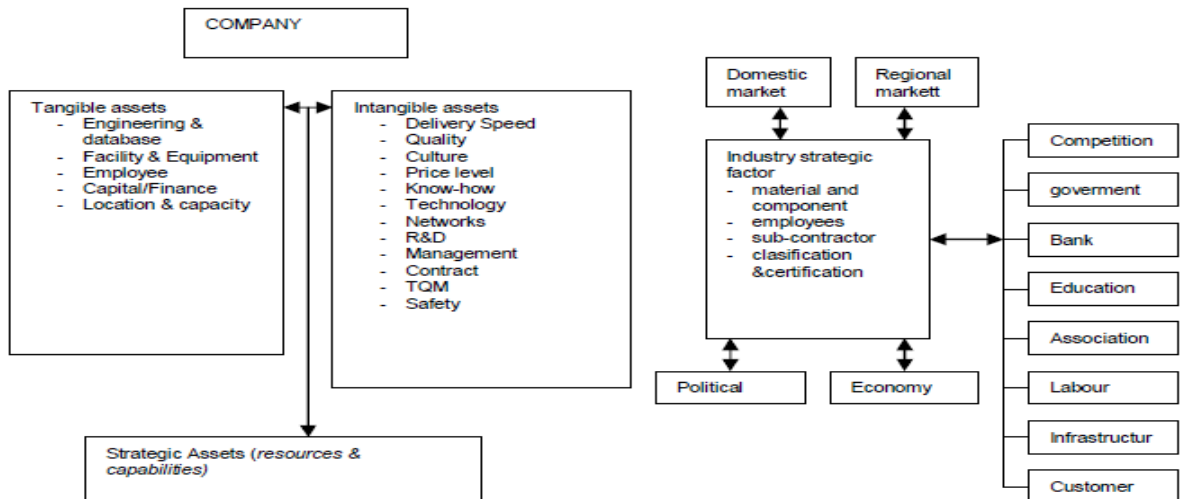 COMPANY
Tangible assets
- Engineering &
database
- Facility & Equipment
- Employee
- Capital/Finance
- Location & capacity
Intangible assets
- Delivery Speed
- Quality
- Culture
- Price level
- Know-how
- Technology
- Networks
- R&D
- Management
- Contract
- TQM
- Safety
Strategic Assets (resources &
capabilities)
Domestic
market
Regional
markett
Industry strategic
factor
- material and
component
- employees
- sub-contractor
- clasification
&certification
Political
Economy
Competition
goverment
Bank
Education
Association
Labour
Infrastructur
Customer